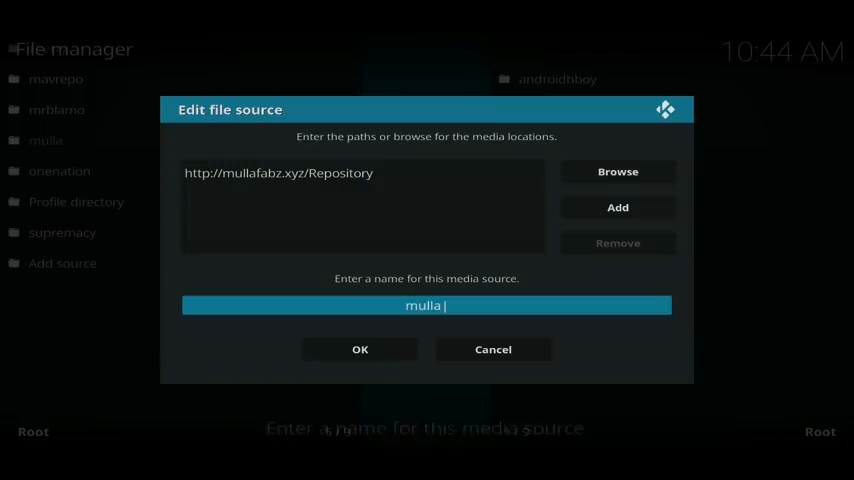 File manager
10:44 AM
mavrepo
androidbboy
mrblamo
mulla
onenation
Profile directory
supremacy
Add source
Edit file source
Enter the paths or browse for the media locations.
http://mullafabz.xyz/Repository
Browse
Add
Remove
Enter a name for this media source.
mulla
OK
Cancel
Root
Enter a name for this media source
5 / 9
Root